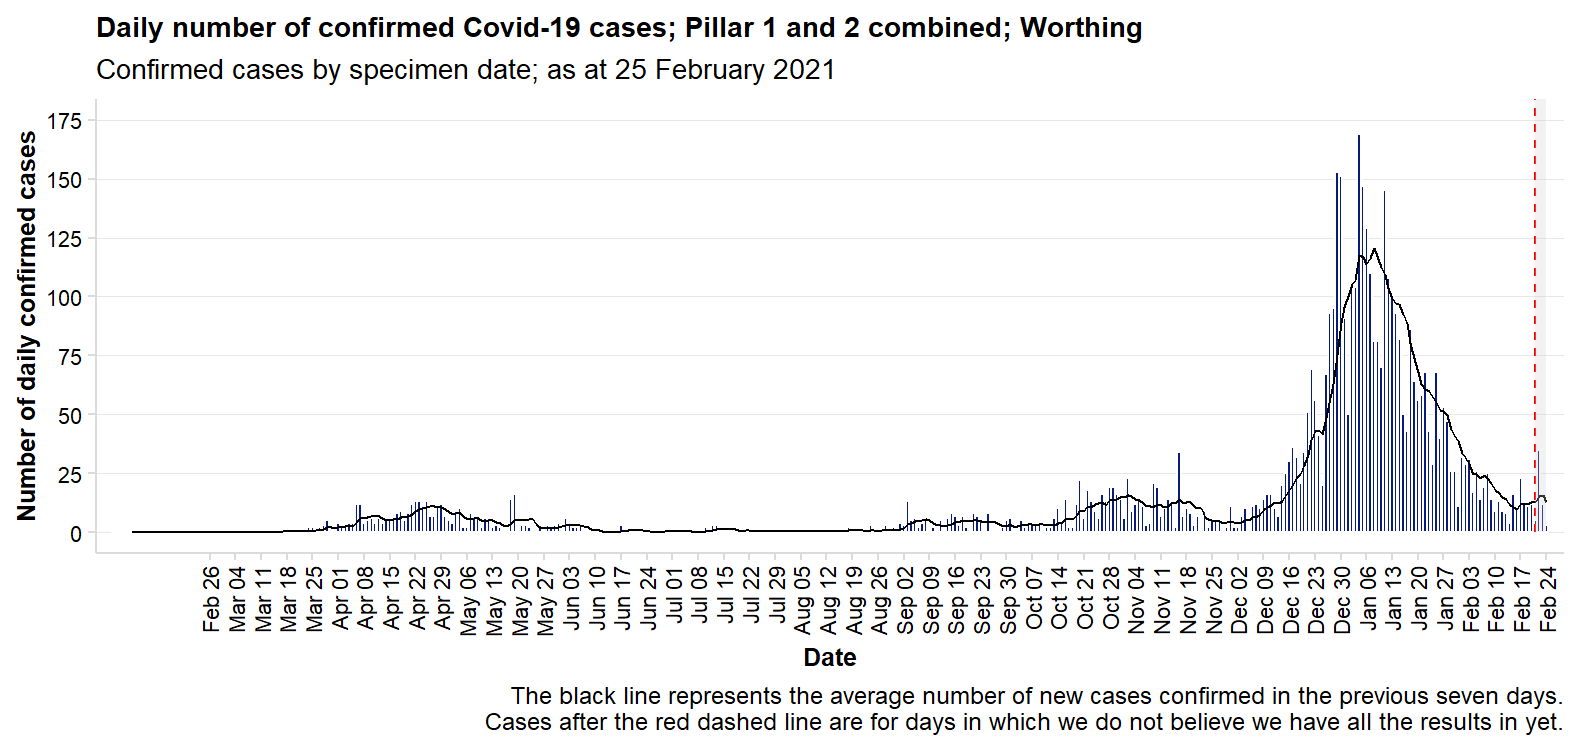 Daily number of confirmed Covid-19 cases; Pillar 1 and 2 combined; Worthing
Confirmed cases by specimen date; as at 25 February 2021
Number of daily confirmed cases
175
150
125
100
75
50
25
0
Feb 26
Mar 04
Mar 11
Mar 18
Mar 25
Apr 01
Apr 08
Apr 15
Apr 22
Apr 29
May 06
May 13
May 20
May 27
Jun 03
Jun 10
Jun 17
Jun 24
Jul 01
Jul 08
Jul 15
Jul 22
Jul 29
Aug 05
Aug 12
Aug 19
Aug 26
Sep 02
Sep 09
Sep 16
Sep 23
Sep 30
Oct 07
Oct 14
Oct 21
Oct 28
Nov 04
Nov 11
Nov 18
Nov 25
Dec 02
Dec 09
Dec 16
Dec 23
Dec 30
Jan 06
Jan 13
Jan 20
Jan 27
Feb 03
Feb 10
Feb 17
Feb 24
Date
The black line represents the average number of new cases confirmed in the previous seven days.
Cases after the red dashed line are for days in which we do not believe we have all the results in yet.